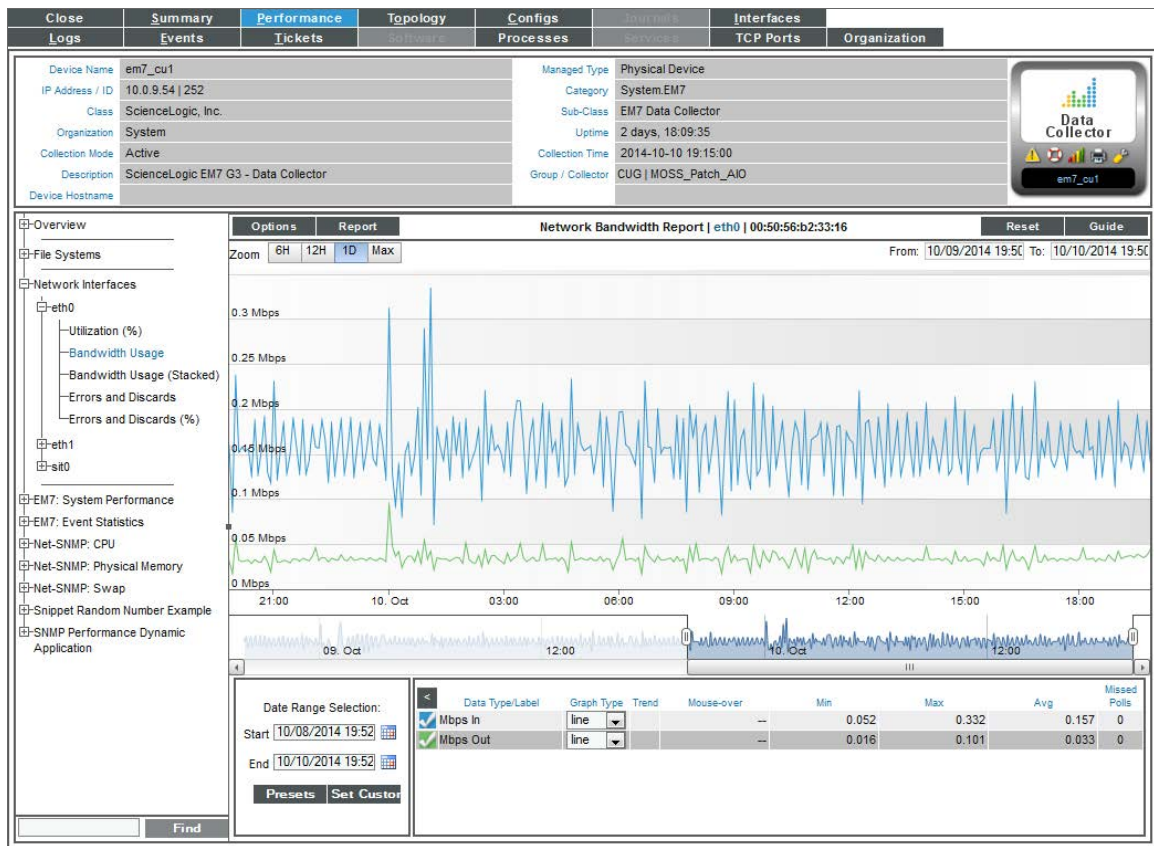 Close Summary Performance Topology Configs Journals Interfaces
Logs Events Tickets Software Processes Services TCP Ports Organization
Device Name em7_cu1 Managed Type Physical Device
IP Address / ID 10.0.9.54 | 252 Category System.EM7
Class ScienceLogic, Inc. Sub-Class EM7 Data Collector
Organization System Uptime 2 days, 18:09:35
Collection Mode Active Collection Time 2014-10-10 19:15:00
Description ScienceLogic EM7 G3 - Data Collector Group / Collector CUG | MOSS_Patch_AIO
Device Hostname
Data
Collector
em7_cu1
Overview
File Systems
Network Interfaces
eth0
Utilization (%)
Bandwidth Usage
Bandwidth Usage (Stacked)
Errors and Discards
Errors and Discards (%)
eth1
sit0
EM7: System Performance
EM7: Event Statistics
Net-SNMP: CPU
Net-SNMP: Physical Memory
Net-SNMP: Swap
Snippet Random Number Example
SNMP Performance Dynamic
Application
Find
Options Report Network Bandwidth Report | eth0 | 00:50:56:b2:33:16 Reset Guide
Zoom 6H 12H 1D Max From: 10/09/2014 19:50 To: 10/10/2014 19:50
0.3 Mbps
0.25 Mbps
0.2 Mbps
0.15 Mbps
0.1 Mbps
0.05 Mbps
0 Mbps
21:00 10. Oct 03:00 06:00 09:00 12:00 15:00 18:00
09. Oct 12:00 10. Oct 12:00
Date Range Selection:
Start 10/08/2014 19:52
End 10/10/2014 19:52
Presets Set Custor
< Data Type/Label Graph Type Trend Mouse-over Min Max Avg Missed
Polls
Mbps In line -- 0.052 0.332 0.157 0
Mbps Out line -- 0.016 0.101 0.033 0